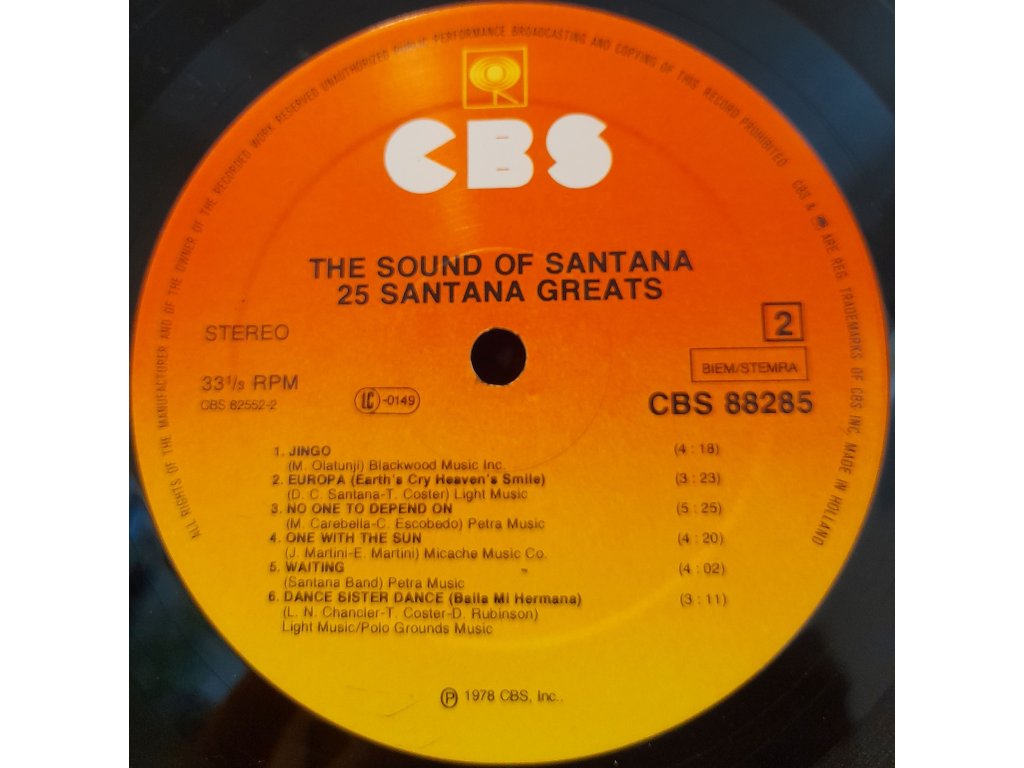 ALL RIGHTS OF THE MANUFACTURER AND OF THE OWNER OF THE RECORDED WORK RESERVED UNAUTHORIZED PUBLIC PERFORMANCE BROADCASTING AND COPYING OF THIS RECORD PROHIBITED
CBS & ARE REG. TRADEMARKS OF CBS INC, MADE IN HOLLAND
CBS
THE SOUND OF SANTANA
25 SANTANA GREATS
STEREO
2
BIEM/STEMRA
33⅓ RPM
CBS 82552-2
LC -0149
CBS 88285
1. JINGO (4 : 18)
(M. Olatunji) Blackwood Music Inc.
2. EUROPA (Earth's Cry Heaven's Smile) (3 : 23)
(D. C. Santana-T. Coster) Light Music
3. NO ONE TO DEPEND ON (5 : 25)
(M. Carebella-C. Escobedo) Petra Music
4. ONE WITH THE SUN (4 : 20)
(J. Martini-E. Martini) Micache Music Co.
5. WAITING (4 : 02)
(Santana Band) Petra Music
6. DANCE SISTER DANCE (Baila Mi Hermana) (3 : 11)
(L. N. Chancler-T. Coster-D. Rubinson)
Light Music/Polo Grounds Music
℗ 1978 CBS, Inc..